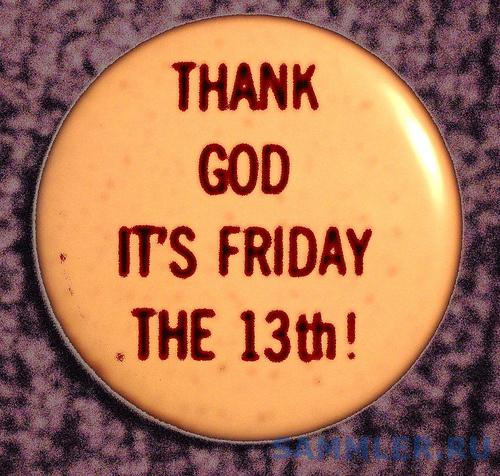 THANK
GOD
IT'S FRIDAY
THE 13th!
SAMMLER.RU